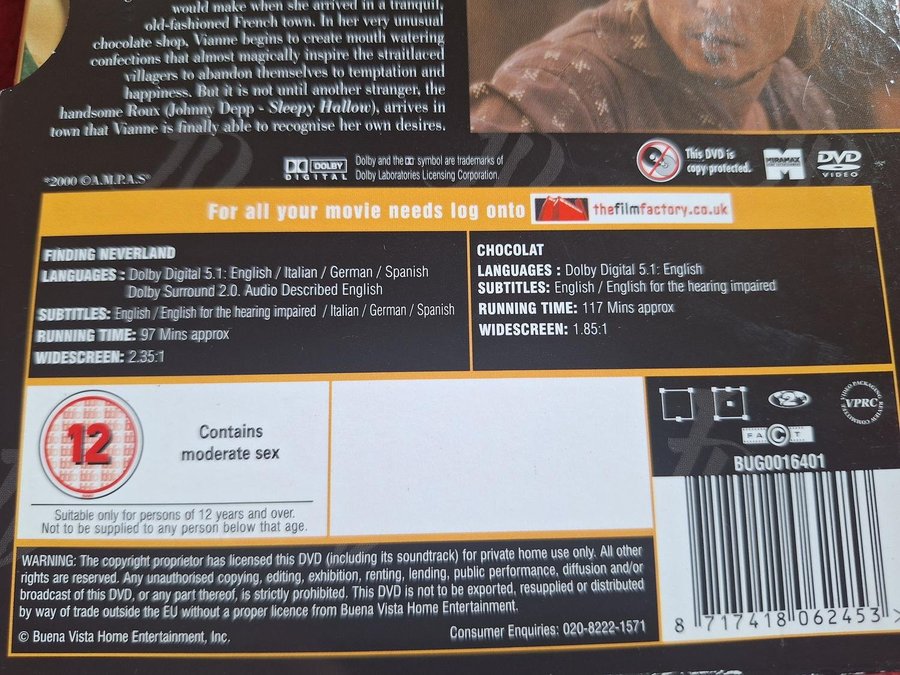 would make when she arrived in a tranquil,
old-fashioned French town. In her very unusual
chocolate shop, Vianne begins to create mouth watering
confections that almost magically inspire the straitlaced
villagers to abandon themselves to temptation and
happiness. But it is not until another stranger, the
handsome Roux (Johnny Depp - Sleepy Hallow), arrives in
town that Vianne is finally able to recognise her own desires.
*2000 ©A.M.P.A.S®
DOLBY
DIGITAL
Dolby and the symbol are trademarks of
Dolby Laboratories Licensing Corporation.
This DVD is
copy protected.
MIRAMAX
DVD
VIDEO
For all your movie needs log onto thefilmfactory.co.uk
FINDING NEVERLAND
LANGUAGES : Dolby Digital 5.1: English / Italian / German / Spanish
Dolby Surround 2.0. Audio Described English
SUBTITLES: English / English for the hearing impaired / Italian / German / Spanish
RUNNING TIME: 97 Mins approx
WIDESCREEN: 2.35:1
CHOCOLAT
LANGUAGES : Dolby Digital 5.1: English
SUBTITLES: English / English for the hearing impaired
RUNNING TIME: 117 Mins approx
WIDESCREEN: 1.85:1
12
Contains
moderate sex
Suitable only for persons of 12 years and over.
Not to be supplied to any person below that age.
2
VIDEO PACKAGING REVIEW COMMITTEE
VPRC
FACT
BUG0016401
WARNING: The copyright proprietor has licensed this DVD (including its soundtrack) for private home use only. All other
rights are reserved. Any unauthorised copying, editing, exhibition, renting, lending, public performance, diffusion and/or
broadcast of this DVD, or any part thereof, is strictly prohibited. This DVD is not to be exported, resupplied or distributed
by way of trade outside the EU without a proper licence from Buena Vista Home Entertainment.
© Buena Vista Home Entertainment, Inc.
Consumer Enquiries: 020-8222-1571
8 717418 062453 >